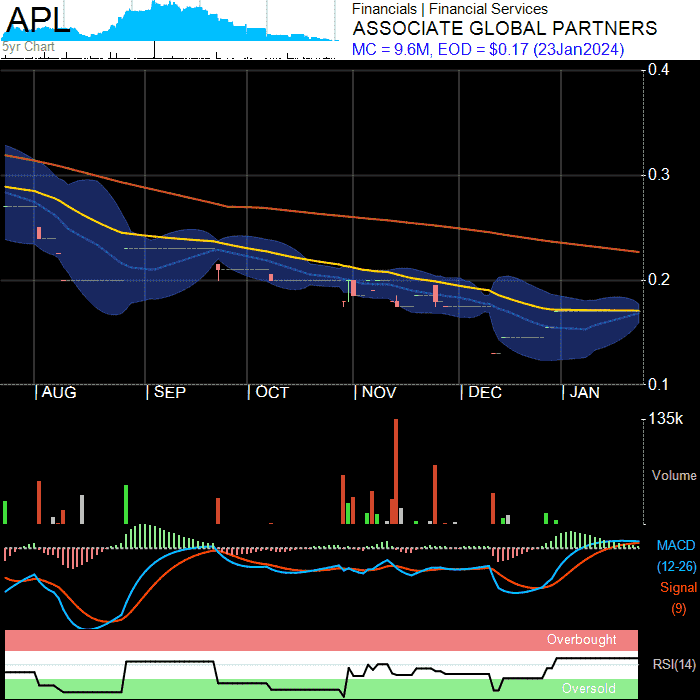 APL
5yr Chart
Financials | Financial Services
ASSOCIATE GLOBAL PARTNERS
MC = 9.6M, EOD = $0.17 (23Jan2024)
0.4
0.3
0.2
0.1
AUG SEP OCT NOV DEC JAN
135k
Volume
MACD
(12-26)
Signal
(9)
Overbought
RSI(14)
Oversold